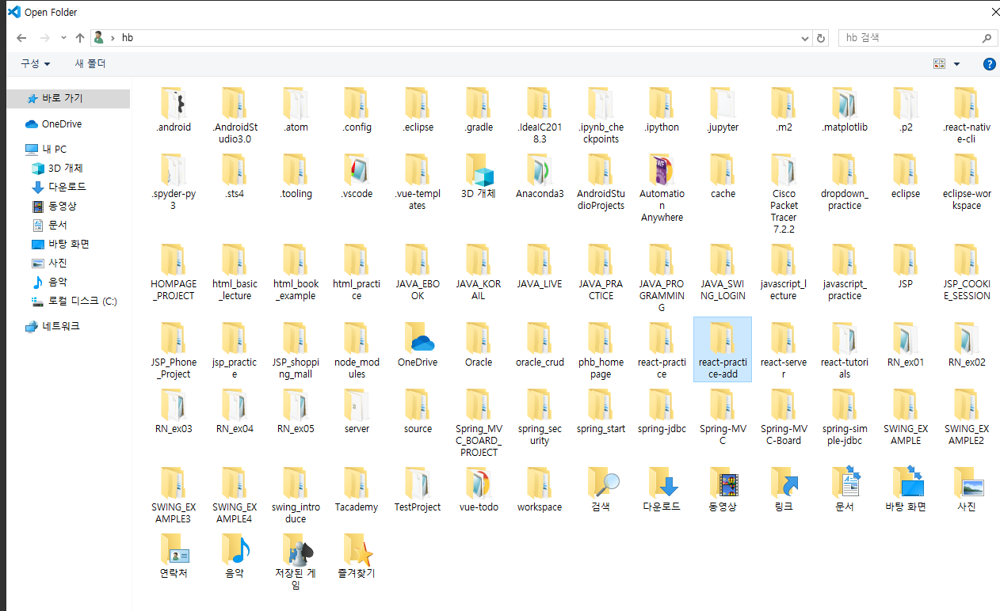 Open Folder
hb
hb 검색
구성
새 폴더
바로 가기
OneDrive
내 PC
3D 개체
다운로드
동영상
문서
바탕 화면
사진
음악
로컬 디스크 (C:)
네트워크
.android
.AndroidSt
udio3.0
.atom
.config
.eclipse
.gradle
.IdeaIC201
8.3
.ipynb_che
ckpoints
.ipython
.jupyter
.m2
.matplotlib
.p2
.react-nativ
e-cli
.spyder-py
3
.sts4
.tooling
.vscode
.vue-templ
ates
3D 개체
Anaconda3
AndroidStu
dioProjects
Automatio
n
Anywhere
cache
Cisco
Packet
Tracer
7.2.2
dropdown_
practice
eclipse
eclipse-wor
kspace
HOMPAGE
_PROJECT
html_basic
_lecture
html_book
_example
html_practi
ce
JAVA_EBO
OK
JAVA_KOR
AIL
JAVA_LIVE
JAVA_PRA
CTICE
JAVA_PRO
GRAMMIN
G
JAVA_SWI
NG_LOGIN
javascript_l
ecture
javascript_
practice
JSP
JSP_COOKI
E_SESSION
JSP_Phone
_Project
jsp_practic
e
JSP_shoppi
ng_mall
node_mod
ules
OneDrive
Oracle
oracle_crud
phb_home
page
react-practi
ce
react-practi
ce-add
react-serve
r
react-tutori
als
RN_ex01
RN_ex02
RN_ex03
RN_ex04
RN_ex05
server
source
Spring_MV
C_BOARD_
PROJECT
spring_sec
urity
spring_start
spring-jdbc
Spring-MV
C
Spring-MV
C-Board
spring-sim
ple-jdbc
SWING_EX
AMPLE
SWING_EX
AMPLE2
SWING_EX
AMPLE3
SWING_EX
AMPLE4
swing_intro
duce
Tacademy
TestProject
vue-todo
workspace
검색
다운로드
동영상
링크
문서
바탕 화면
사진
연락처
음악
저장된 게
임
즐겨찾기